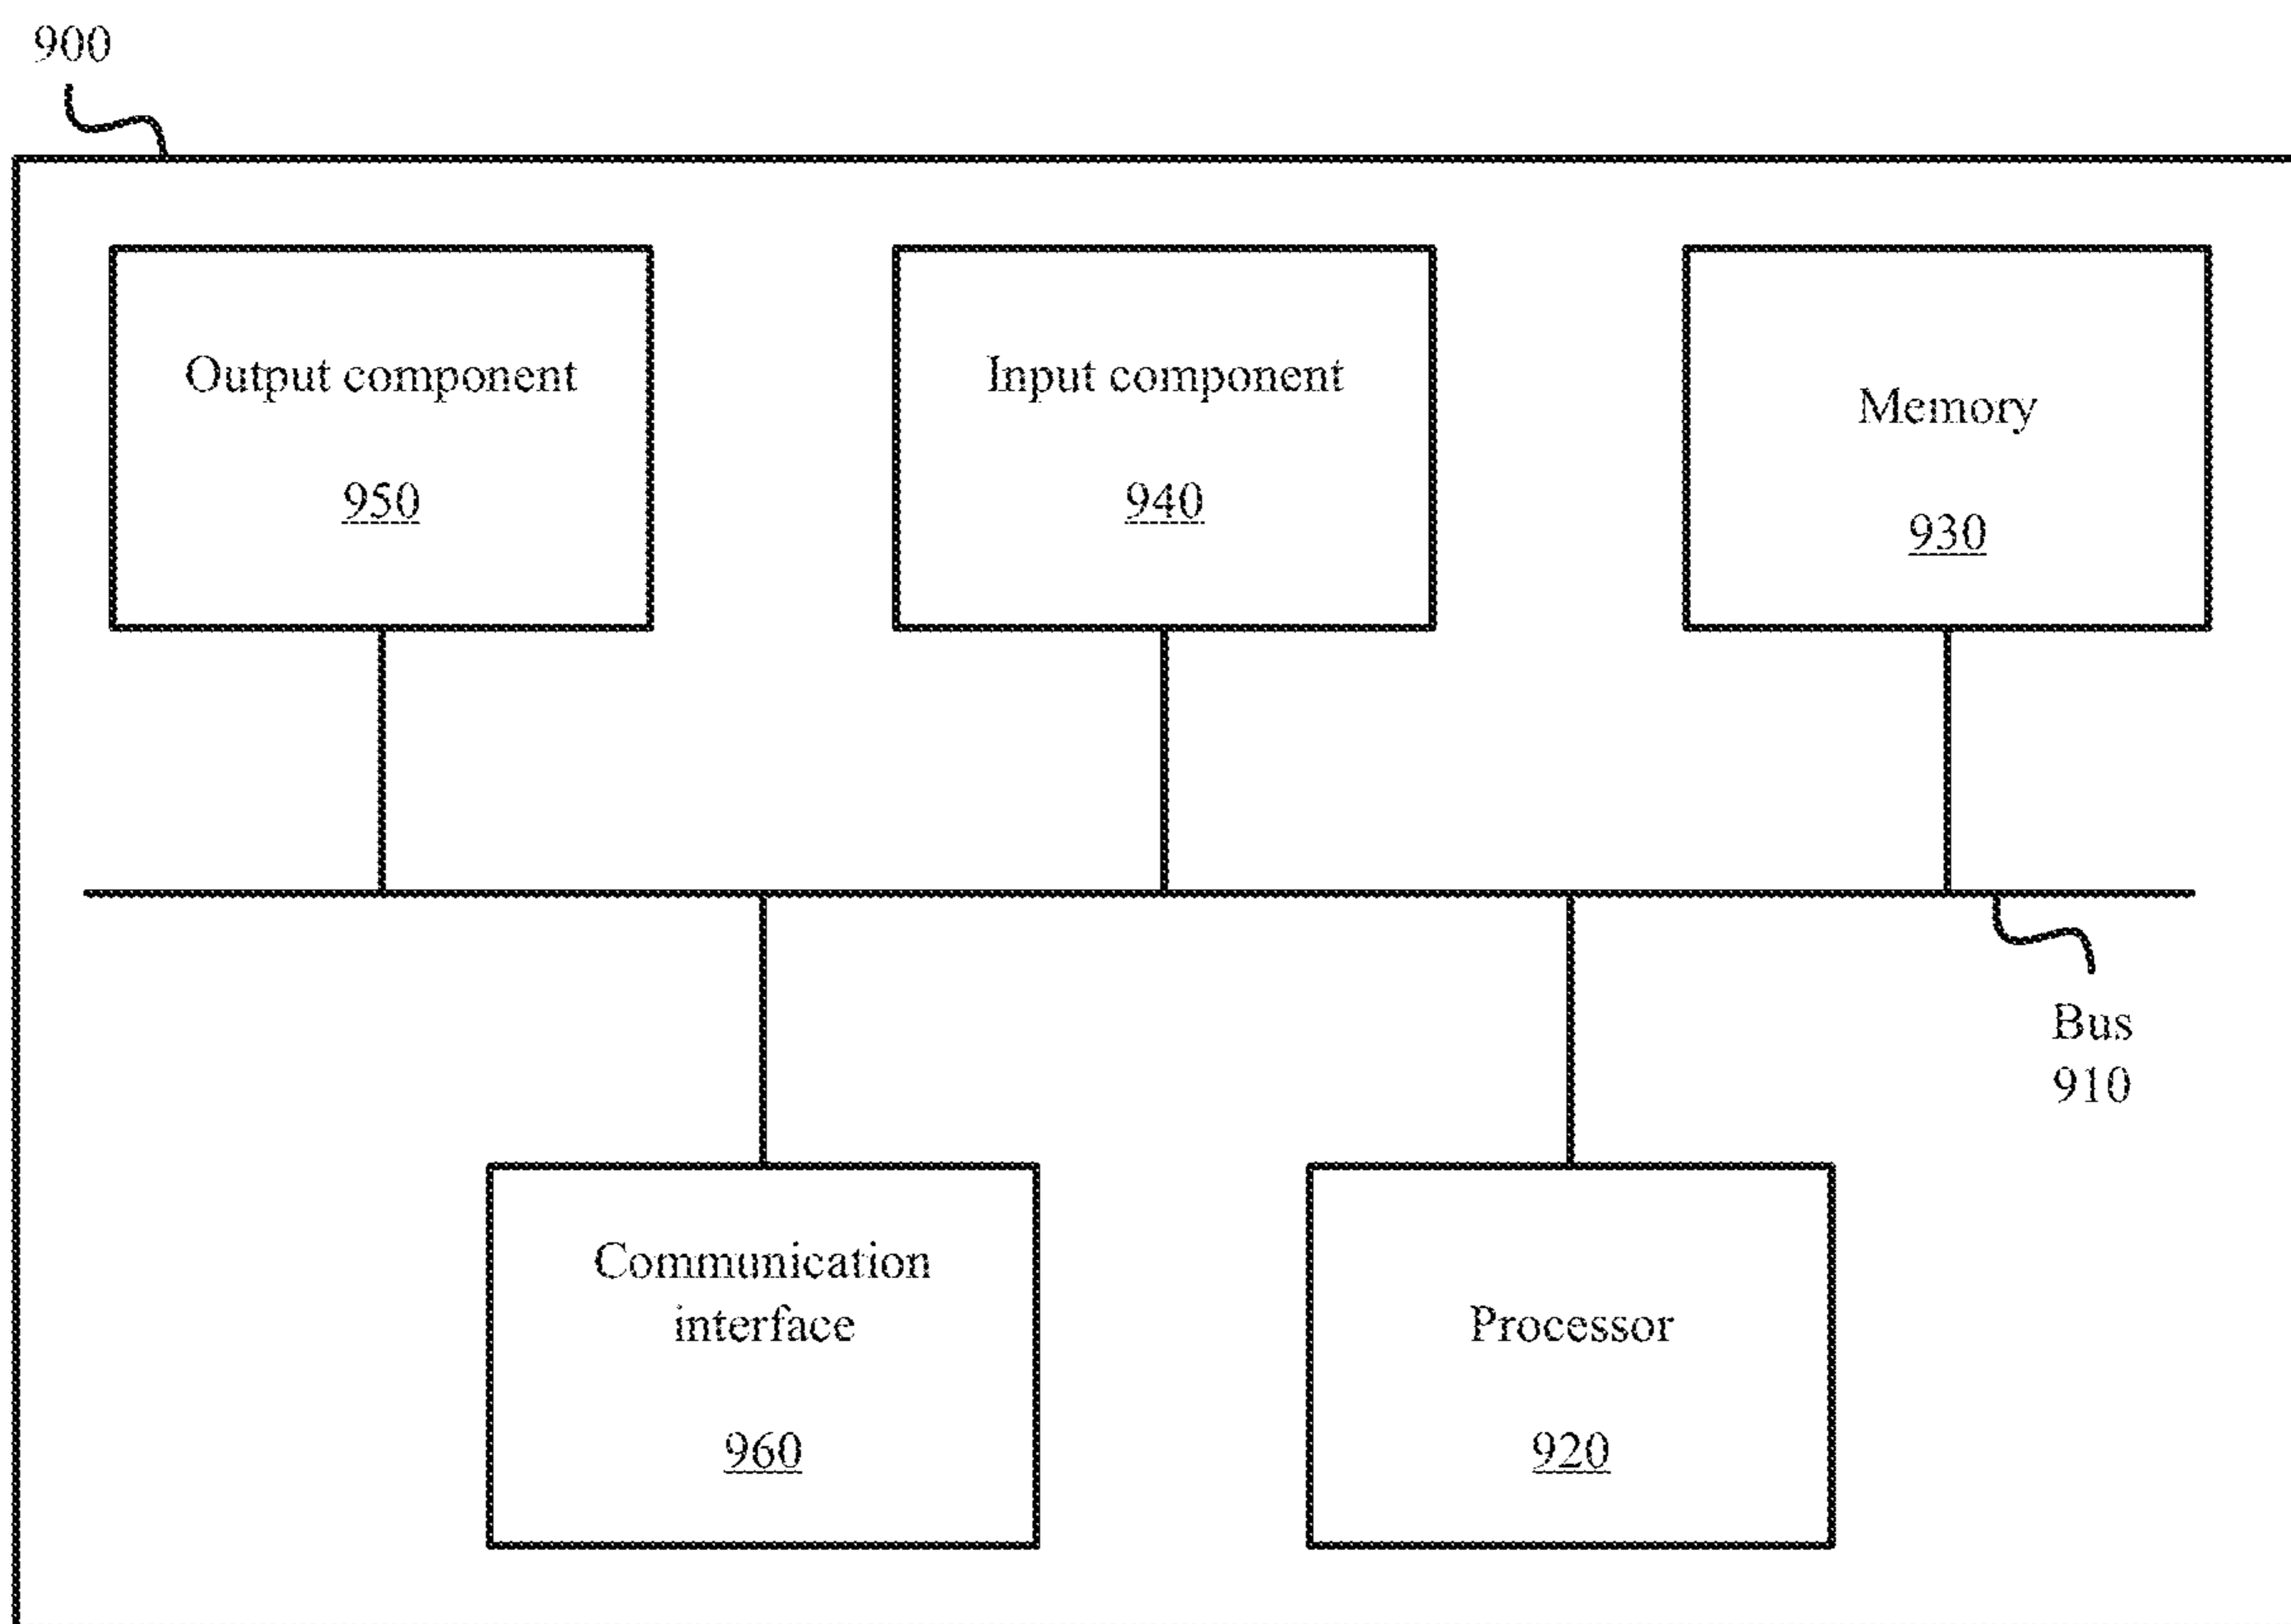 900
Output component
950
Input component
940
Memory
930
Bus
910
Communication
interface
960
Processor
920